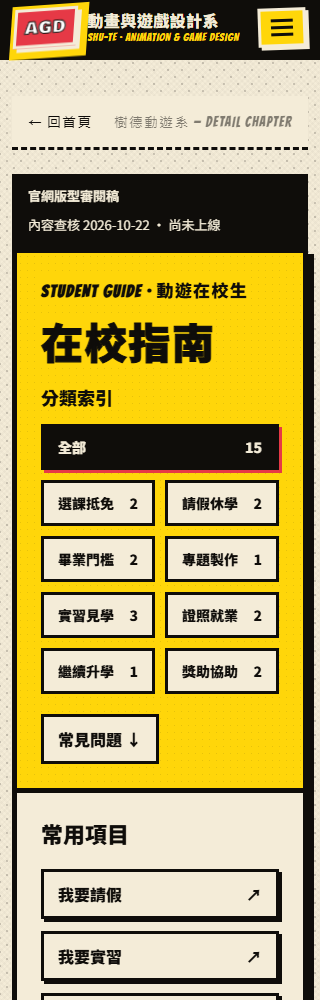 AGD
動畫與遊戲設計系
SHU-TE · ANIMATION & GAME DESIGN
← 回首頁
樹德動遊系 — DETAIL CHAPTER
官網版型審閱稿
內容查核 2026-10-22 · 尚未上線
STUDENT GUIDE · 動遊在校生
在校指南
分類索引
全部 15
選課抵免 2
請假休學 2
畢業門檻 2
專題製作 1
實習見學 3
證照就業 2
繼續升學 1
獎助協助 2
常見問題 ↓
常用項目
我要請假 ↗
我要實習 ↗